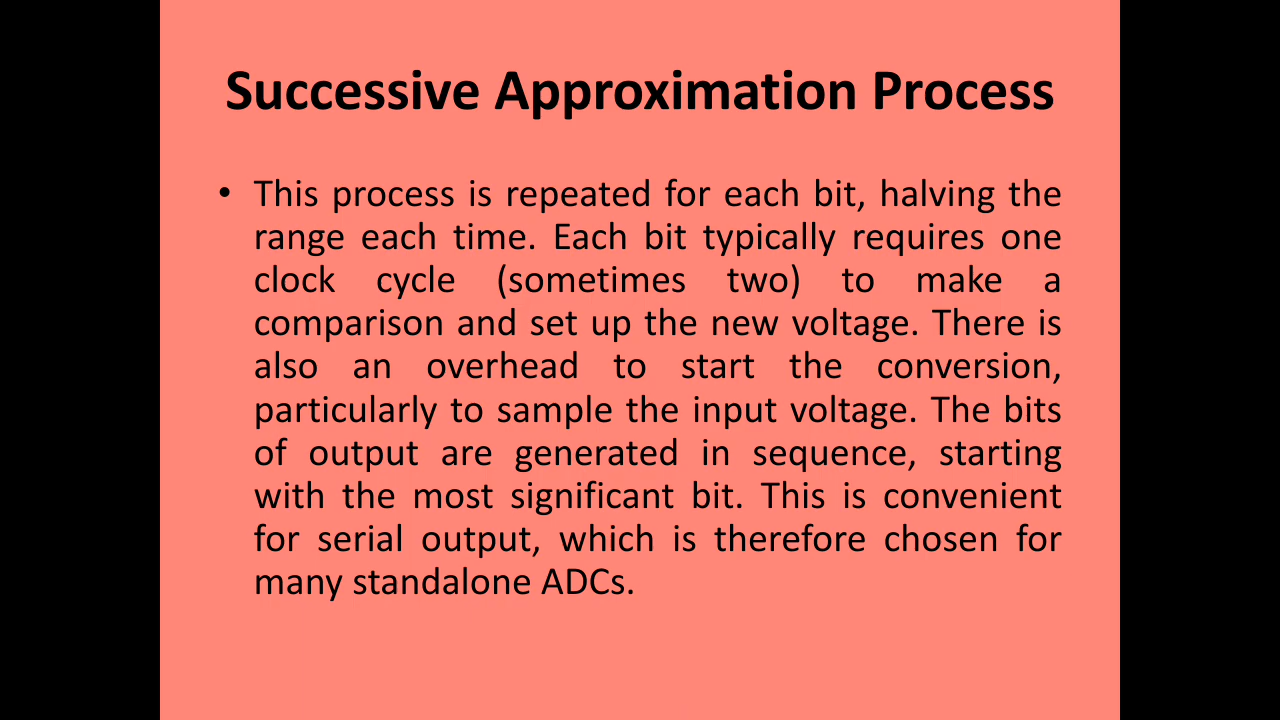 Successive Approximation Process
• This process is repeated for each bit, halving the
range each time. Each bit typically requires one
clock cycle (sometimes two) to make a
comparison and set up the new voltage. There is
also an overhead to start the conversion,
particularly to sample the input voltage. The bits
of output are generated in sequence, starting
with the most significant bit. This is convenient
for serial output, which is therefore chosen for
many standalone ADCs.